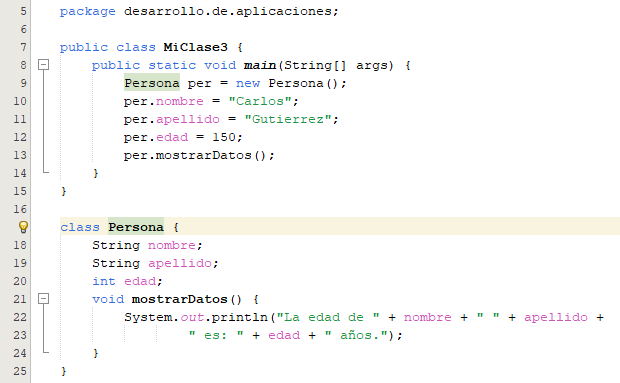 5 package desarrollo.de.aplicaciones;
6
7 public class MiClase3 {
8     public static void main(String[] args) {
9         Persona per = new Persona();
10         per.nombre = "Carlos";
11         per.apellido = "Gutierrez";
12         per.edad = 150;
13         per.mostrarDatos();
14     }
15 }
16
class Persona {
18     String nombre;
19     String apellido;
20     int edad;
21     void mostrarDatos() {
22         System.out.println("La edad de " + nombre + " " + apellido +
23                 " es: " + edad + " años.");
24     }
25 }